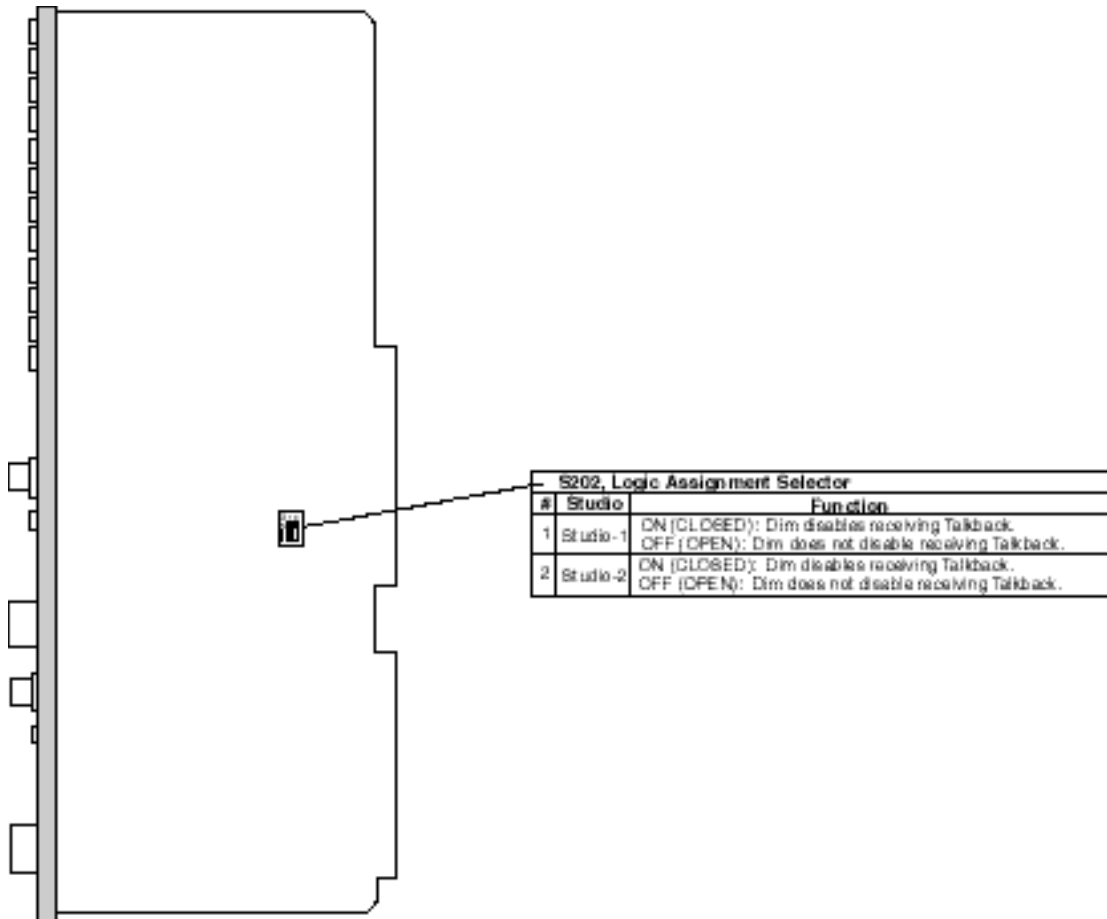 S202, Logic Assignment Selector
# Studio Function
1 Studio-1 ON (CLOSED): Dim disables receiving Talkback.
OFF (OPEN): Dim does not disable receiving Talkback.
2 Studio-2 ON (CLOSED): Dim disables receiving Talkback.
OFF (OPEN): Dim does not disable receiving Talkback.